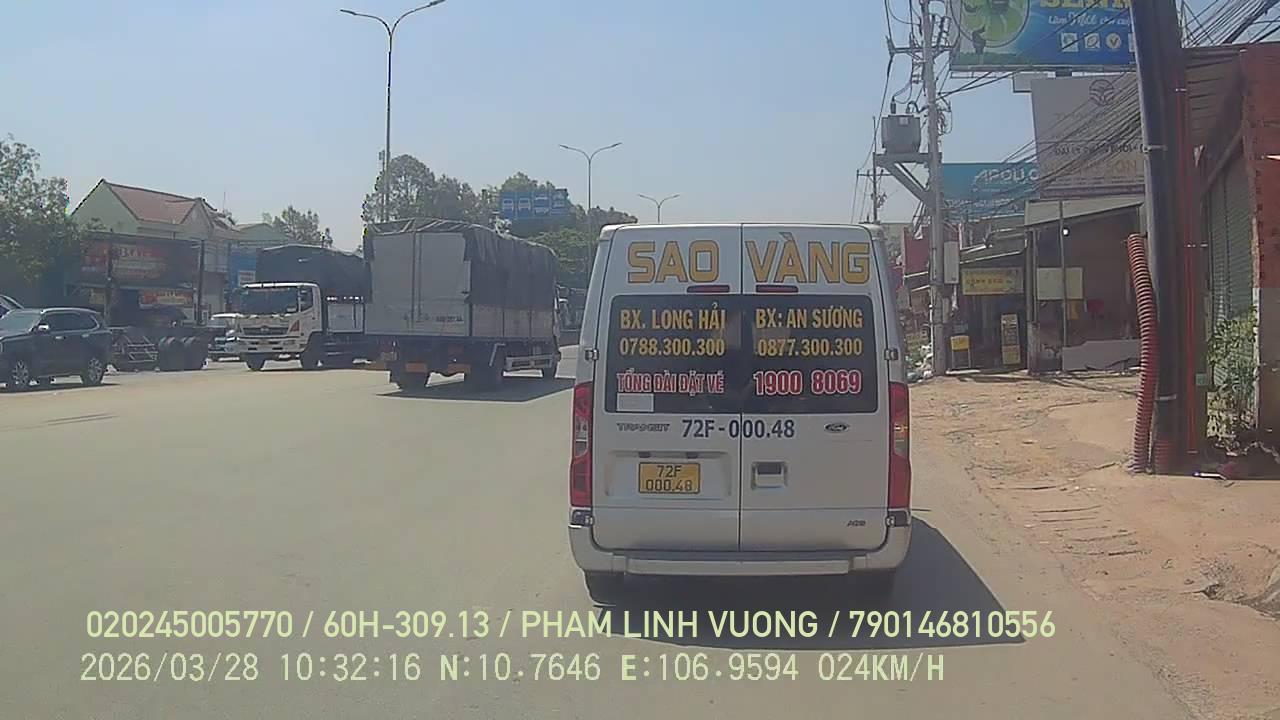 SAO VÀNG
BX. LONG HẢI
0788.300.300
BX: AN SƯƠNG
0877.300.300
TỔNG ĐÀI ĐẶT VÉ 1900 8069
TRANSIT 72F-000.48
72F
000.48
APOLLO
020245005770 / 60H-309.13 / PHAM LINH VUONG / 790146810556
2026/03/28 10:32:16 N:10.7646 E:106.9594 024KM/H